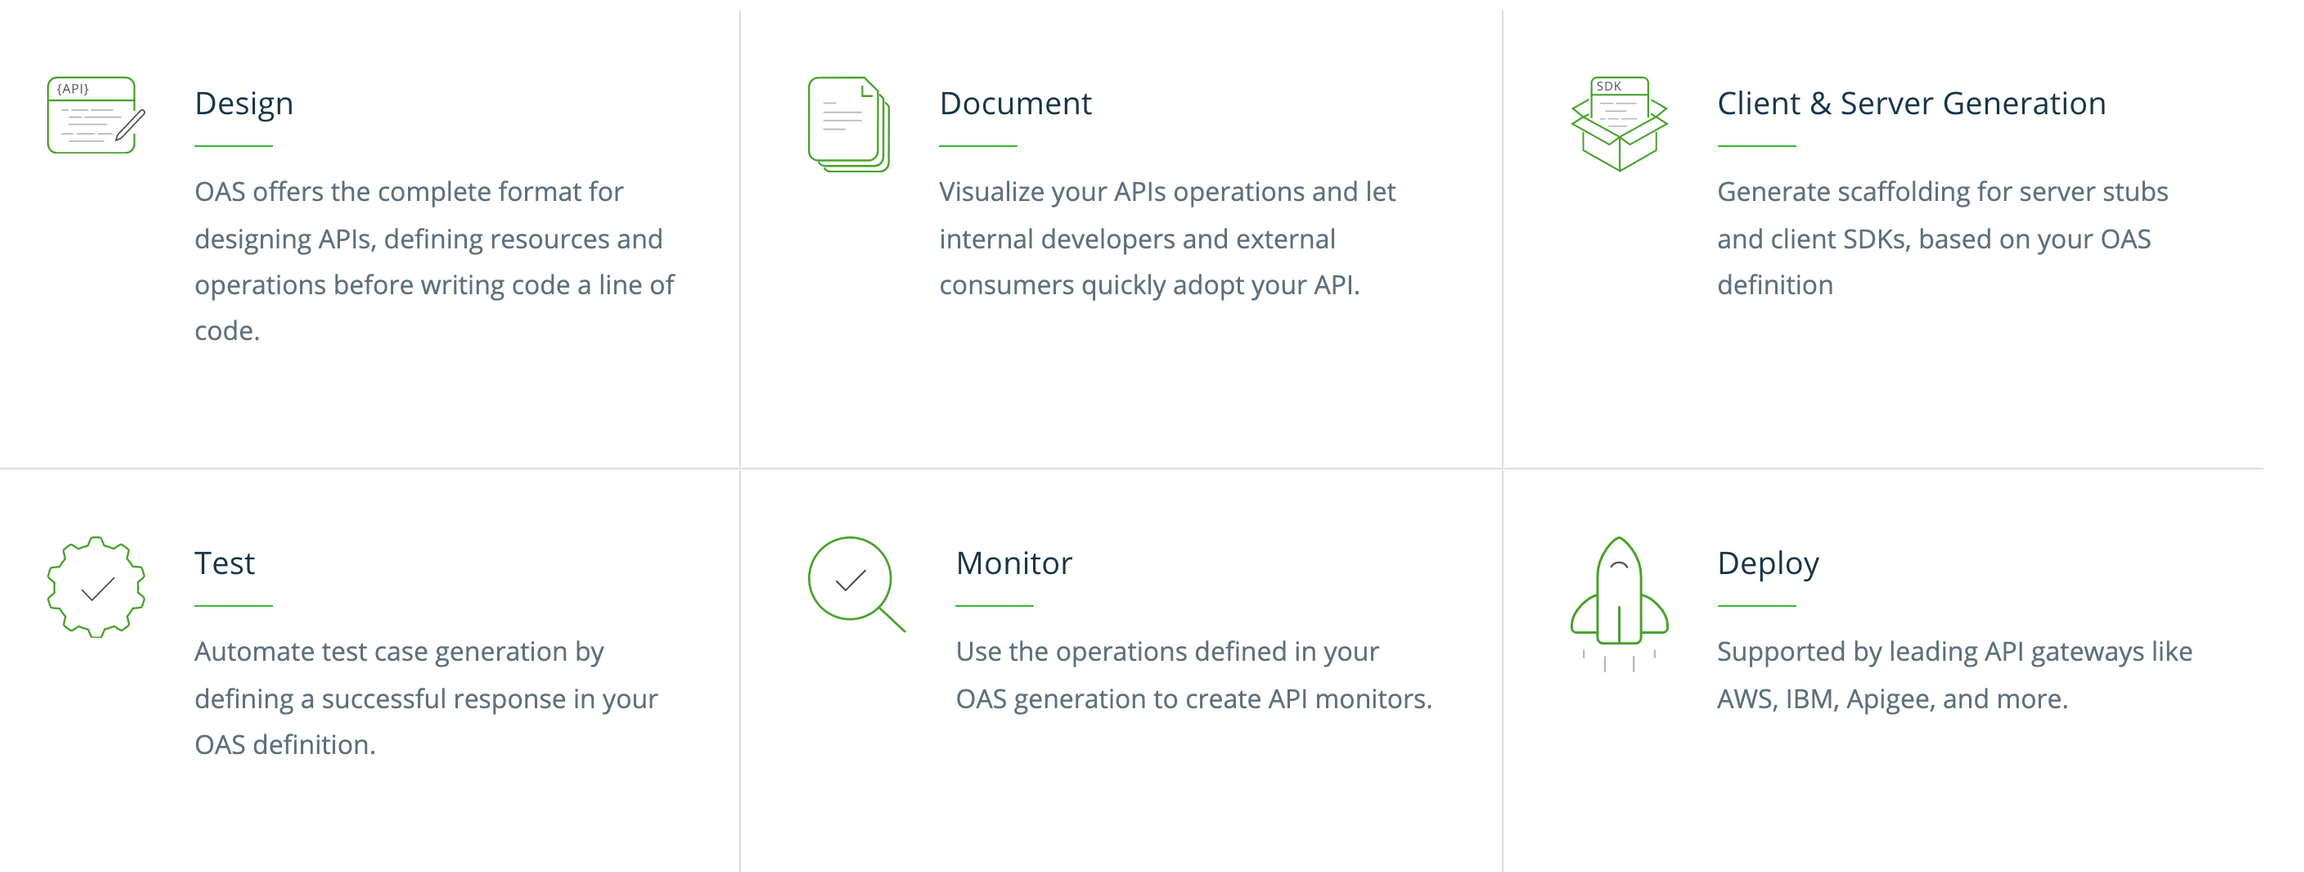 {API}
Design
OAS offers the complete format for
designing APIs, defining resources and
operations before writing code a line of
code.
Document
Visualize your APIs operations and let
internal developers and external
consumers quickly adopt your API.
SDK
Client & Server Generation
Generate scaffolding for server stubs
and client SDKs, based on your OAS
definition
Test
Automate test case generation by
defining a successful response in your
OAS definition.
Monitor
Use the operations defined in your
OAS generation to create API monitors.
Deploy
Supported by leading API gateways like
AWS, IBM, Apigee, and more.